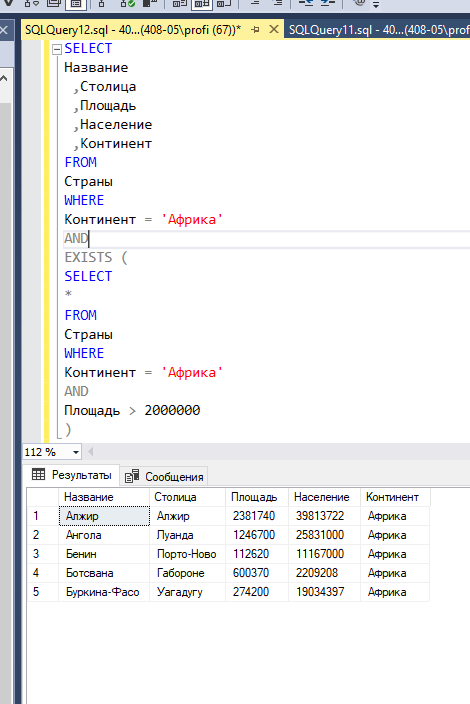 SQLQuery12.sql - 40...(408-05\profi (67))* SQLQuery11.sql - 40...(408-05\prof
SELECT
Название
,Столица
,Площадь
,Население
,Континент
FROM
Страны
WHERE
Континент = 'Африка'
AND
EXISTS (
SELECT
*
FROM
Страны
WHERE
Континент = 'Африка'
AND
Площадь > 2000000
)
112 %
Результаты Сообщения
Название Столица Площадь Население Континент
1 Алжир Алжир 2381740 39813722 Африка
2 Ангола Луанда 1246700 25831000 Африка
3 Бенин Порто-Ново 112620 11167000 Африка
4 Ботсвана Габороне 600370 2209208 Африка
5 Буркина-Фасо Уагадугу 274200 19034397 Африка